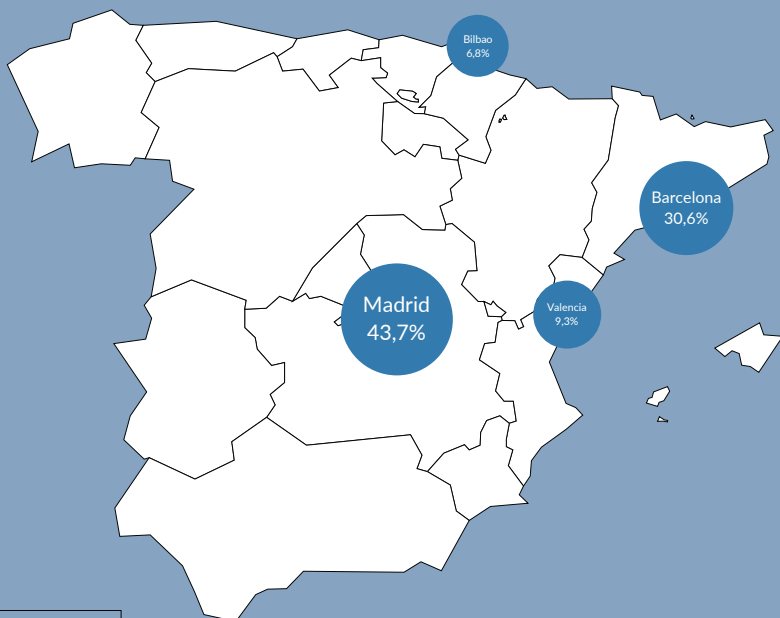 Bilbao
6,8%
Barcelona
30,6%
Madrid
43,7%
Valencia
9,3%